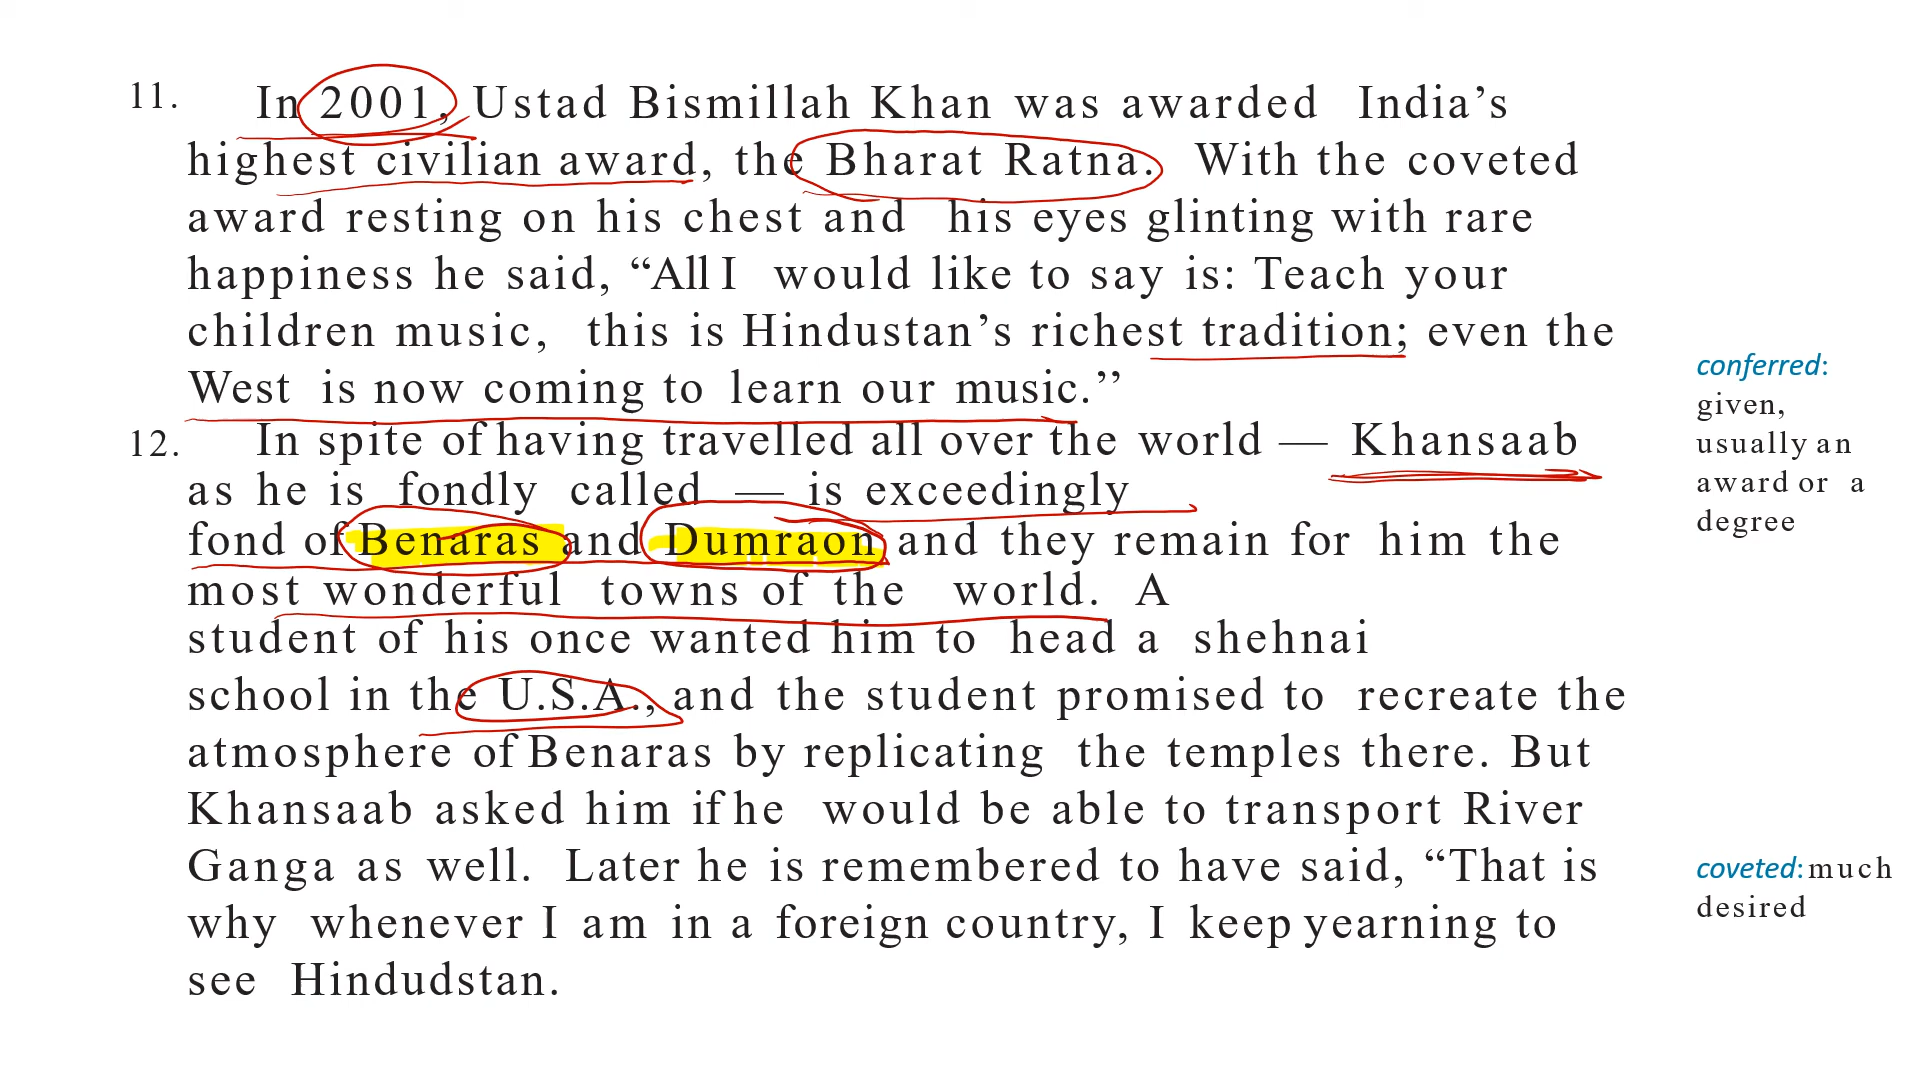 11. In 2001, Ustad Bismillah Khan was awarded India’s
highest civilian award, the Bharat Ratna. With the coveted
award resting on his chest and his eyes glinting with rare
happiness he said, “All I would like to say is: Teach your
children music, this is Hindustan’s richest tradition; even the
West is now coming to learn our music.’’
12. In spite of having travelled all over the world — Khansaab
as he is fondly called — is exceedingly
fond of Benaras and Dumraon and they remain for him the
most wonderful towns of the world. A
student of his once wanted him to head a shehnai
school in the U.S.A., and the student promised to recreate the
atmosphere of Benaras by replicating the temples there. But
Khansaab asked him if he would be able to transport River
Ganga as well. Later he is remembered to have said, “That is
why whenever I am in a foreign country, I keep yearning to
see Hindudstan.
conferred:
given,
usually an
award or a
degree
coveted: much
desired